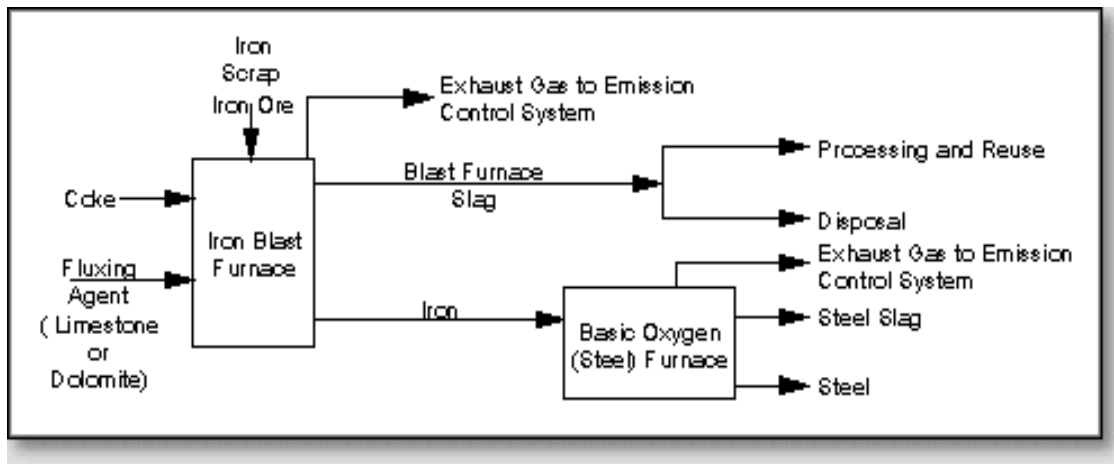 Iron
Scrap
Iron Ore
Exhaust Gas to Emission
Control System
Processing and Reuse
Blast Furnace
Slag
Coke
Disposal
Iron Blast
Furnace
Exhaust Gas to Emission
Control System
Fluxing
Agent
( Limestone
or
Dolomite)
Iron
Basic Oxygen
(Steel) Furnace
Steel Slag
Steel